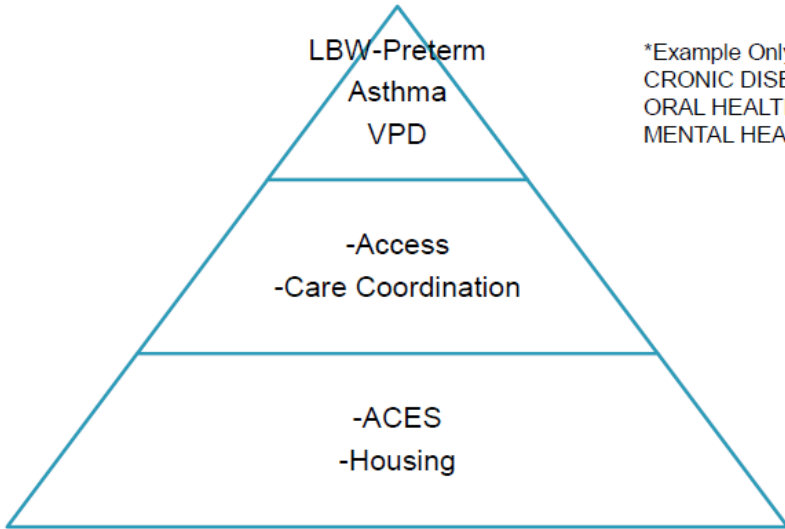 LBW-Preterm
Asthma
VPD
*Example Only
CRONIC DISE
ORAL HEALT
MENTAL HEA
-Access
-Care Coordination
-ACES
-Housing